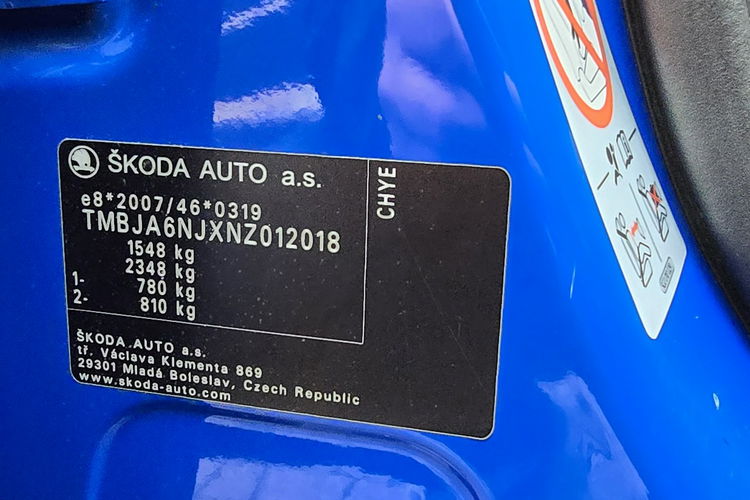 ŠKODA AUTO a.s.
CHYE
e8*2007/46*0319
TMBJA6NJXNZ012018
1548 kg
2348 kg
1- 780 kg
2- 810 kg
ŠKODA AUTO a.s.
tř. Václava Klementa 869
29301 Mladá Boleslav, Czech Republic
www.skoda-auto.com